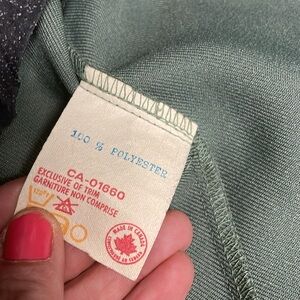 100 % POLYESTER
CA-01660
EXCLUSIVE OF TRIM
GARNITURE NON COMPRISE
MADE IN CANADA